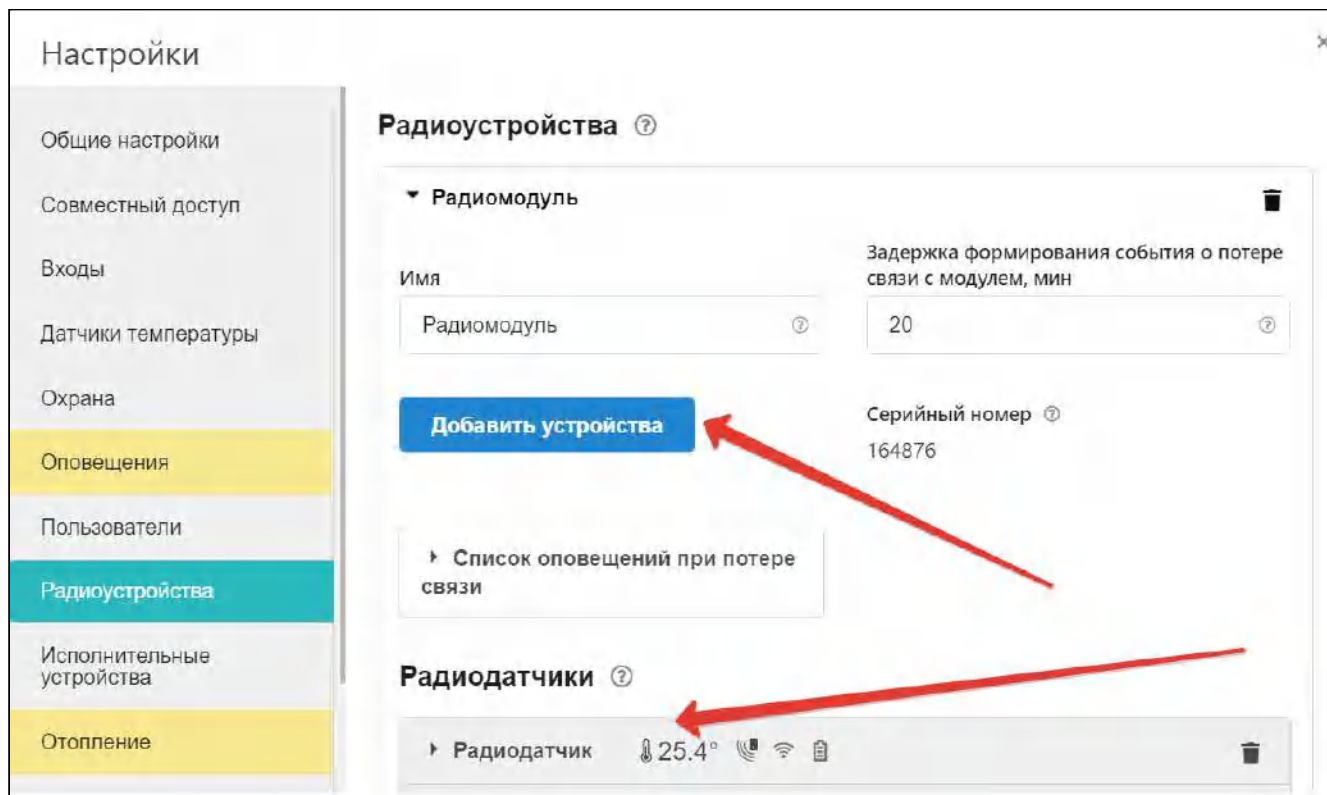 Настройки
Общие настройки
Совместный доступ
Входы
Датчики температуры
Охрана
Оповещения
Пользователи
Радиоустройства
Исполнительные
устройства
Отопление
Радиоустройства
Радиомодуль
Имя
Радиомодуль
Задержка формирования события о потере
связи с модулем, мин
20
Добавить устройства
Серийный номер
164876
Список оповещений при потере
связи
Радиодатчики
Радиодатчик 25.4°